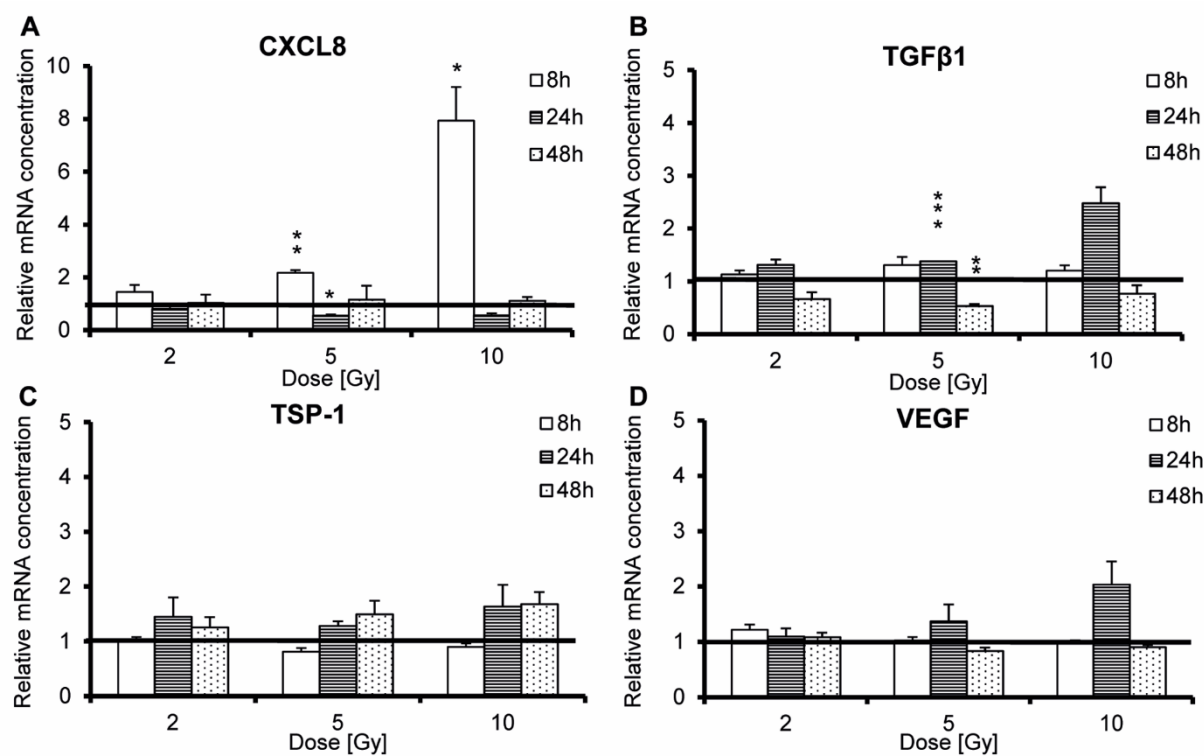 A
CXCL8
Relative mRNA concentration
10
8
6
4
2
0
*
**
*
8h
24h
48h
2 5 10
Dose [Gy]
B
TGFβ1
Relative mRNA concentration
5
4
3
2
1
0
***
**
8h
24h
48h
2 5 10
Dose [Gy]
C
TSP-1
Relative mRNA concentration
5
4
3
2
1
0
8h
24h
48h
2 5 10
Dose [Gy]
D
VEGF
Relative mRNA concentration
5
4
3
2
1
0
8h
24h
48h
2 5 10
Dose [Gy]